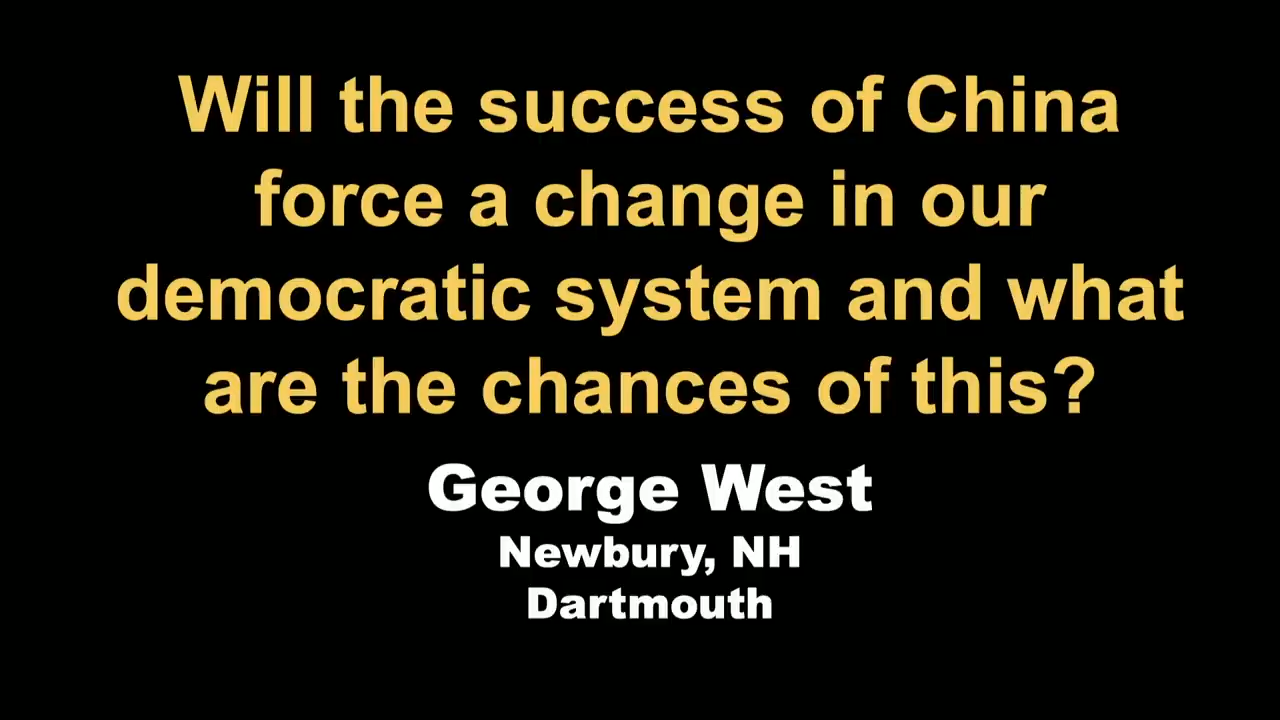 Will the success of China
force a change in our
democratic system and what
are the chances of this?
George West
Newbury, NH
Dartmouth